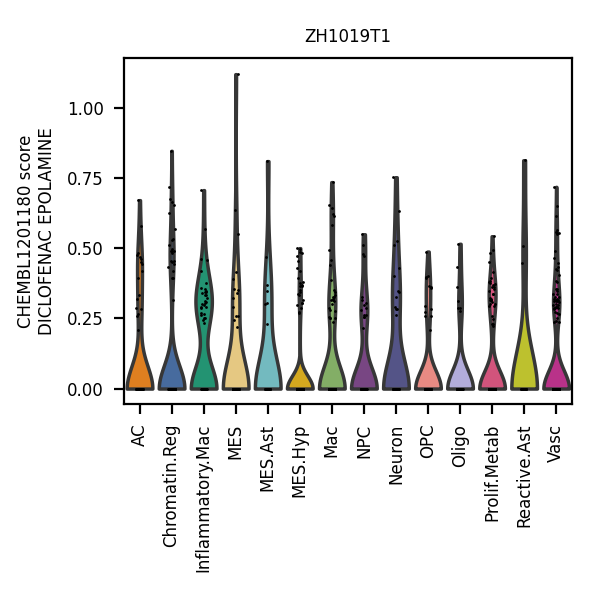 ZH1019T1
CHEMBL1201180 score
DICLOFENAC EPOLAMINE
1.00
0.75
0.50
0.25
0.00
AC
Chromatin.Reg
Inflammatory.Mac
MES
MES.Ast
MES.Hyp
Mac
NPC
Neuron
OPC
Oligo
Prolif.Metab
Reactive.Ast
Vasc